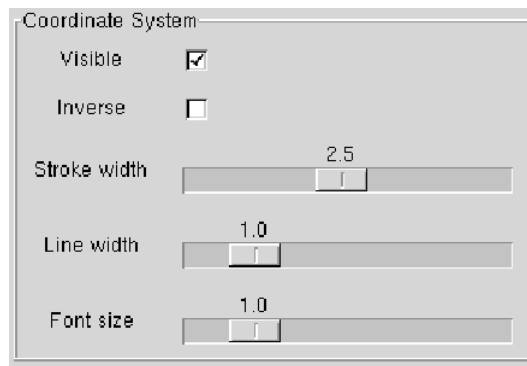 Coordinate System
Visible
Inverse
2.5
Stroke width
1.0
Line width
1.0
Font size